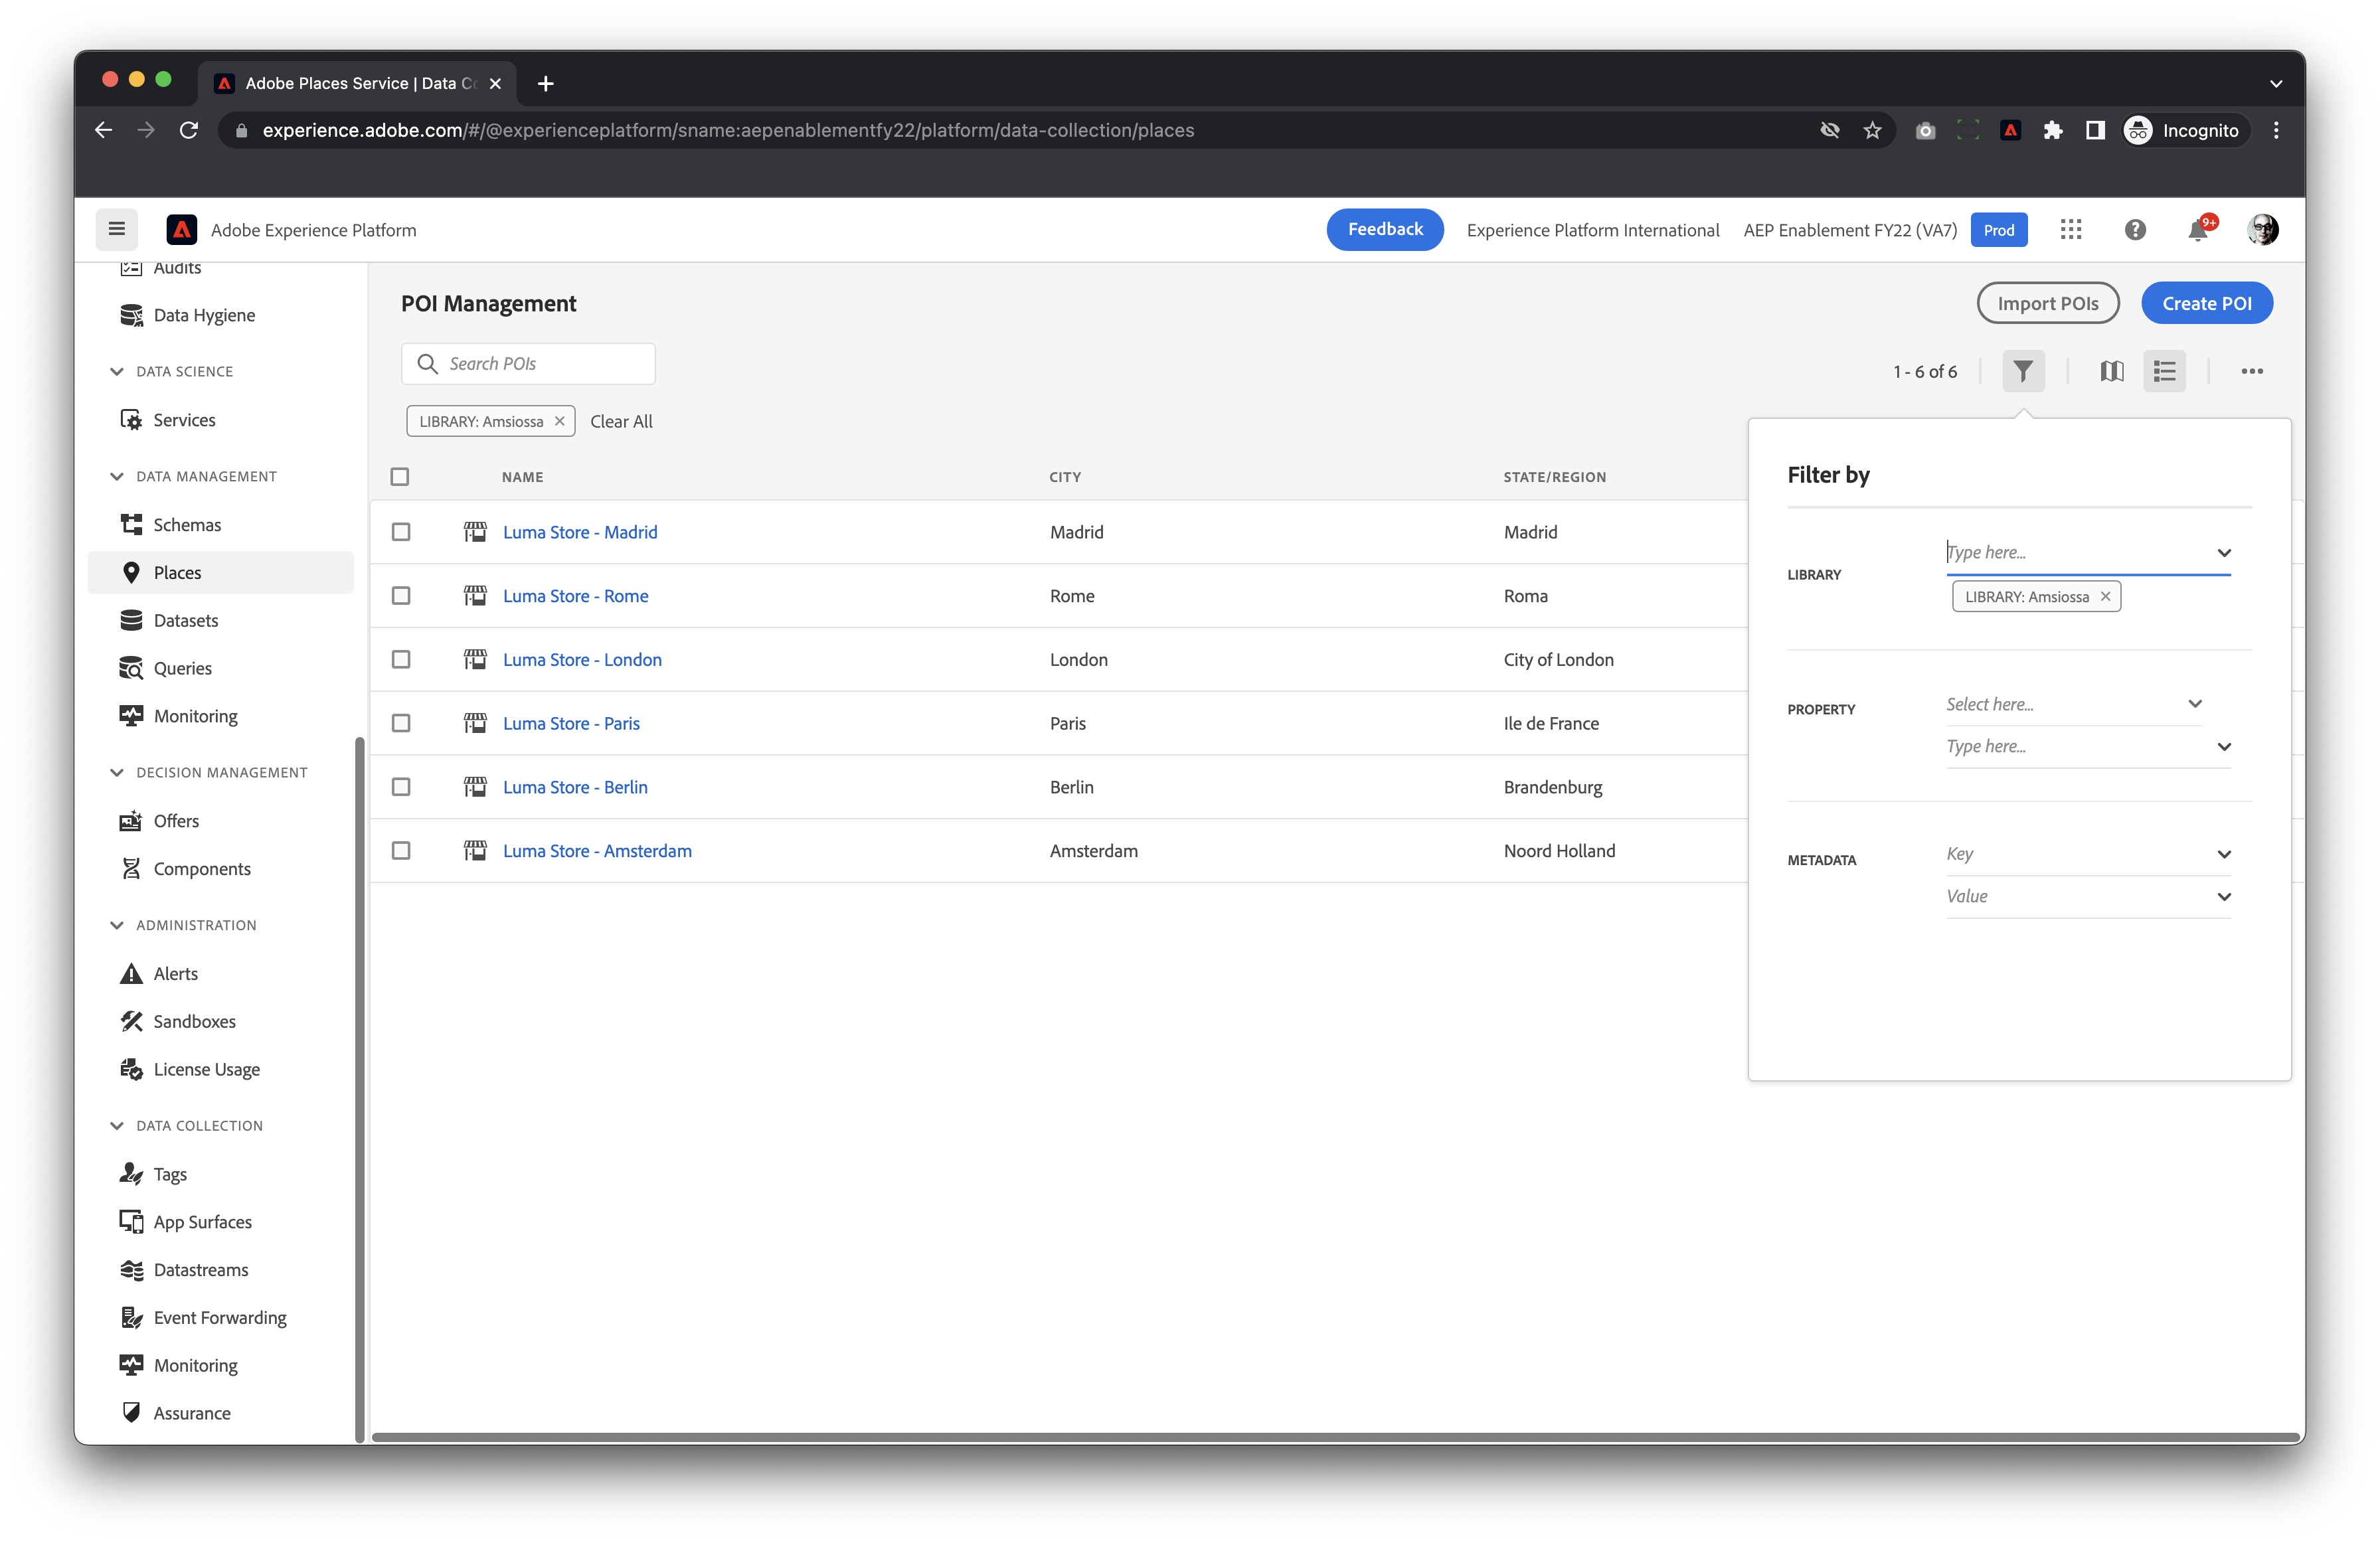 Adobe Places Service | Data Co
experience.adobe.com/#/@experienceplatform/sname:aepenablementfy22/platform/data-collection/places
Incognito
Adobe Experience Platform
Feedback
Experience Platform International
AEP Enablement FY22 (VA7)
Prod
9+
Audits
Data Hygiene
DATA SCIENCE
Services
DATA MANAGEMENT
Schemas
Places
Datasets
Queries
Monitoring
DECISION MANAGEMENT
Offers
Components
ADMINISTRATION
Alerts
Sandboxes
License Usage
DATA COLLECTION
Tags
App Surfaces
Datastreams
Event Forwarding
Monitoring
Assurance
POI Management
Import POIs
Create POI
Search POIs
1 - 6 of 6
LIBRARY: Amsiossa
Clear All
NAME CITY STATE/REGION
Luma Store - Madrid Madrid Madrid
Luma Store - Rome Rome Roma
Luma Store - London London City of London
Luma Store - Paris Paris Ile de France
Luma Store - Berlin Berlin Brandenburg
Luma Store - Amsterdam Amsterdam Noord Holland
Filter by
LIBRARY
Type here...
LIBRARY: Amsiossa
PROPERTY
Select here...
Type here...
METADATA
Key
Value